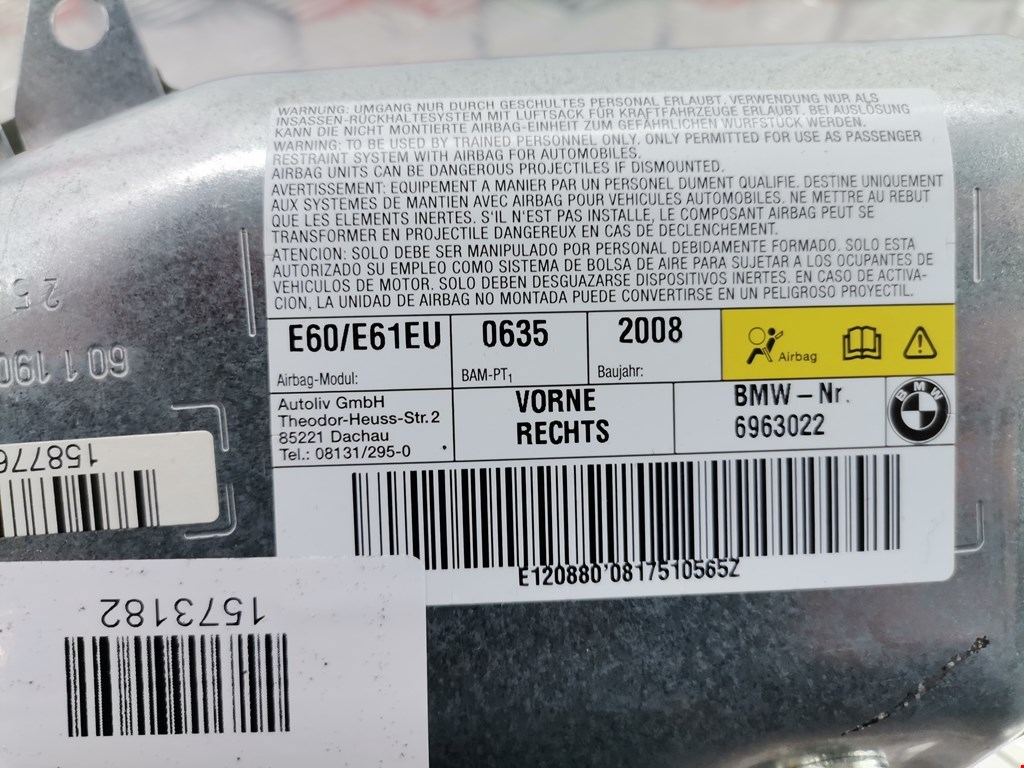 WARNUNG: UMGANG NUR DURCH GESCHULTES PERSONAL ERLAUBT. VERWENDUNG NUR ALS
INSASSEN-RÜCKHALTESYSTEM MIT LUFTSACK FÜR KRAFTFAHRZEUGE ERLAUBT. BEI AUSLÖSUNG
KANN DIE NICHT MONTIERTE AIRBAG-EINHEIT ZUM GEFÄHRLICHEN WURFSTÜCK WERDEN.
WARNING: TO BE USED BY TRAINED PERSONNEL ONLY. ONLY PERMITTED FOR USE AS PASSENGER
RESTRAINT SYSTEM WITH AIRBAG FOR AUTOMOBILES.
AIRBAG UNITS CAN BE DANGEROUS PROJECTILES IF DISMOUNTED.
AVERTISSEMENT: EQUIPEMENT A MANIER PAR UN PERSONEL DUMENT QUALIFIE. DESTINE UNIQUEMENT
AUX SYSTEMES DE MANTIEN AVEC AIRBAG POUR VEHICULES AUTOMOBILES. NE METTRE AU REBUT
QUE LES ELEMENTS INERTES. S'IL N'EST PAS INSTALLE, LE COMPOSANT AIRBAG PEUT SE
TRANSFORMER EN PROJECTILE DANGEREUX EN CAS DE DECLENCHEMENT.
ATENCION: SOLO DEBE SER MANIPULADO POR PERSONAL DEBIDAMENTE FORMADO. SOLO ESTA
AUTORIZADO SU EMPLEO COMO SISTEMA DE BOLSA DE AIRE PARA SUJETAR A LOS OCUPANTES DE
VEHICULOS DE MOTOR. SOLO DEBEN DESGUAZARSE DISPOSITIVOS INERTES. EN CASO DE ACTIVA-
CION, LA UNIDAD DE AIRBAG NO MONTADA PUEDE CONVERTIRSE EN UN PELIGROSO PROYECTIL.
E60/E61EU
Airbag-Modul:
0635
BAM-PT1
2008
Baujahr:
Airbag
Autoliv GmbH
Theodor-Heuss-Str.2
85221 Dachau
Tel.: 08131/295-0
VORNE
RECHTS
BMW-Nr.
6963022
BMW
E120880'0817510565Z
25
601 190
158776
1573182